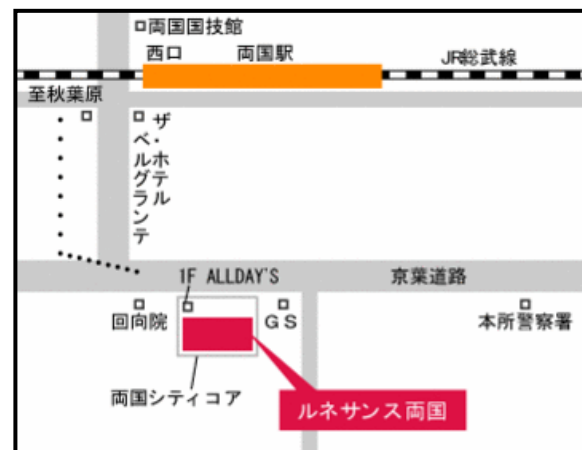 両国国技館
西口
両国駅
JR総武線
至秋葉原
ザ・ホテル
ベルグランデ
1F ALLDAY'S
京葉道路
回向院
GS
本所警察署
両国シティコア
ルネサンス両国